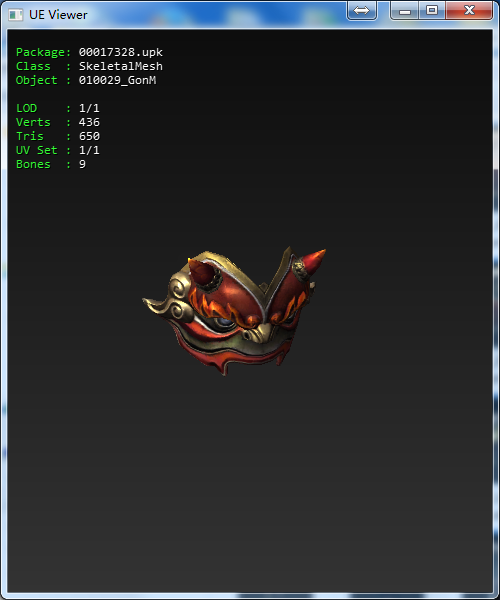 UE Viewer
Package: 00017328.upk
Class : SkeletalMesh
Object : 010029_GonM
LOD : 1/1
Verts : 436
Tris : 650
UV Set : 1/1
Bones : 9